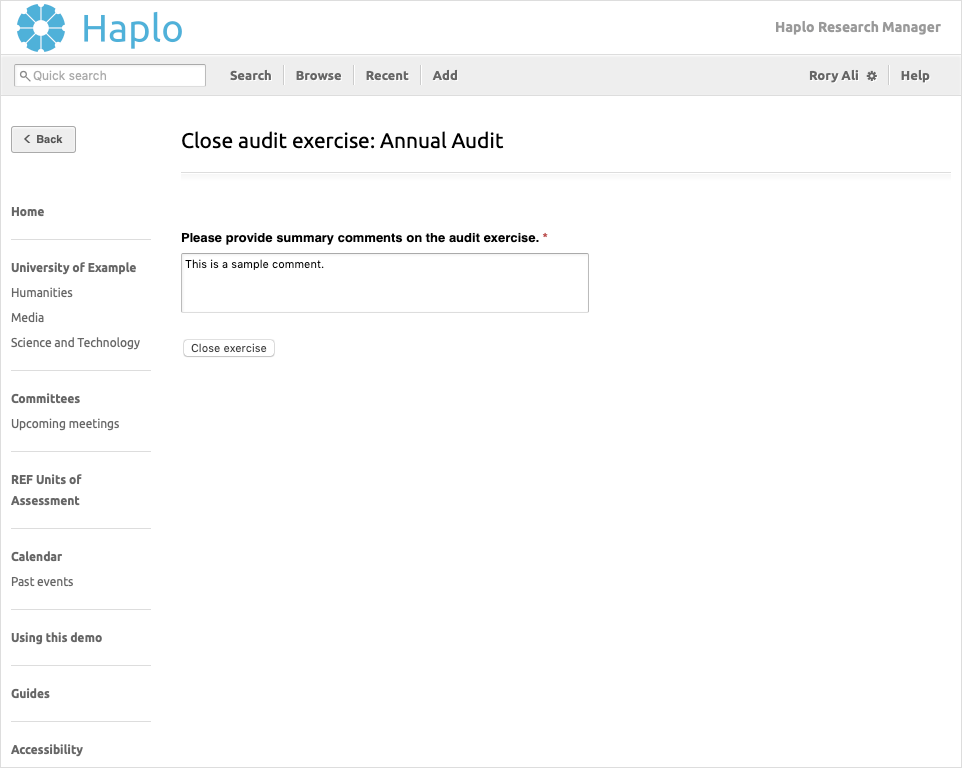 Haplo
Haplo Research Manager
Quick search
Search
Browse
Recent
Add
Rory Ali
Help
Back
Close audit exercise: Annual Audit
Home
University of Example
Humanities
Media
Science and Technology
Committees
Upcoming meetings
REF Units of
Assessment
Calendar
Past events
Using this demo
Guides
Accessibility
Please provide summary comments on the audit exercise. *
This is a sample comment.
Close exercise